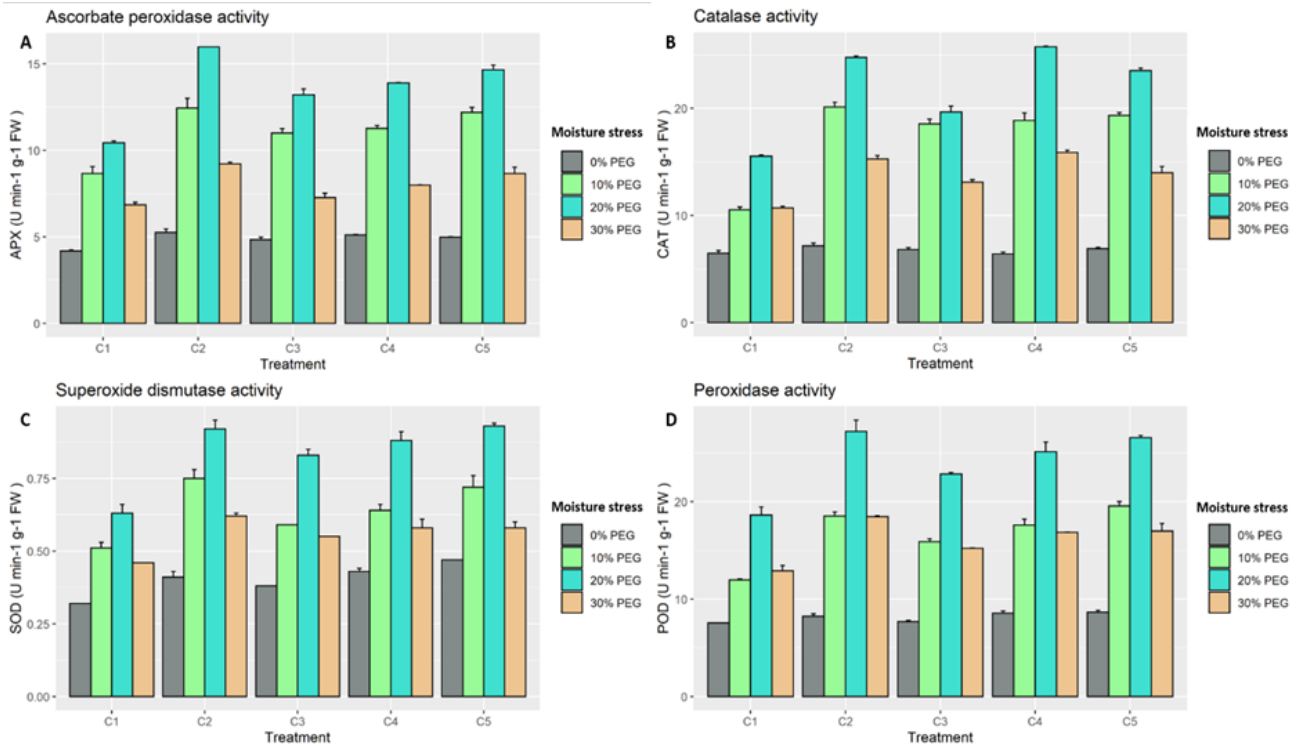 Ascorbate peroxidase activity
A
APX (U min-1 g-1 FW)
15
10
5
0
C1 C2 C3 C4 C5
Treatment
Moisture stress
0% PEG
10% PEG
20% PEG
30% PEG
Catalase activity
B
CAT (U min-1 g-1 FW)
20
10
0
C1 C2 C3 C4 C5
Treatment
Moisture stress
0% PEG
10% PEG
20% PEG
30% PEG
Superoxide dismutase activity
C
SOD (U min-1 g-1 FW)
0.75
0.50
0.25
0.00
C1 C2 C3 C4 C5
Treatment
Moisture stress
0% PEG
10% PEG
20% PEG
30% PEG
Peroxidase activity
D
POD (U min-1 g-1 FW)
20
10
0
C1 C2 C3 C4 C5
Treatment
Moisture stress
0% PEG
10% PEG
20% PEG
30% PEG